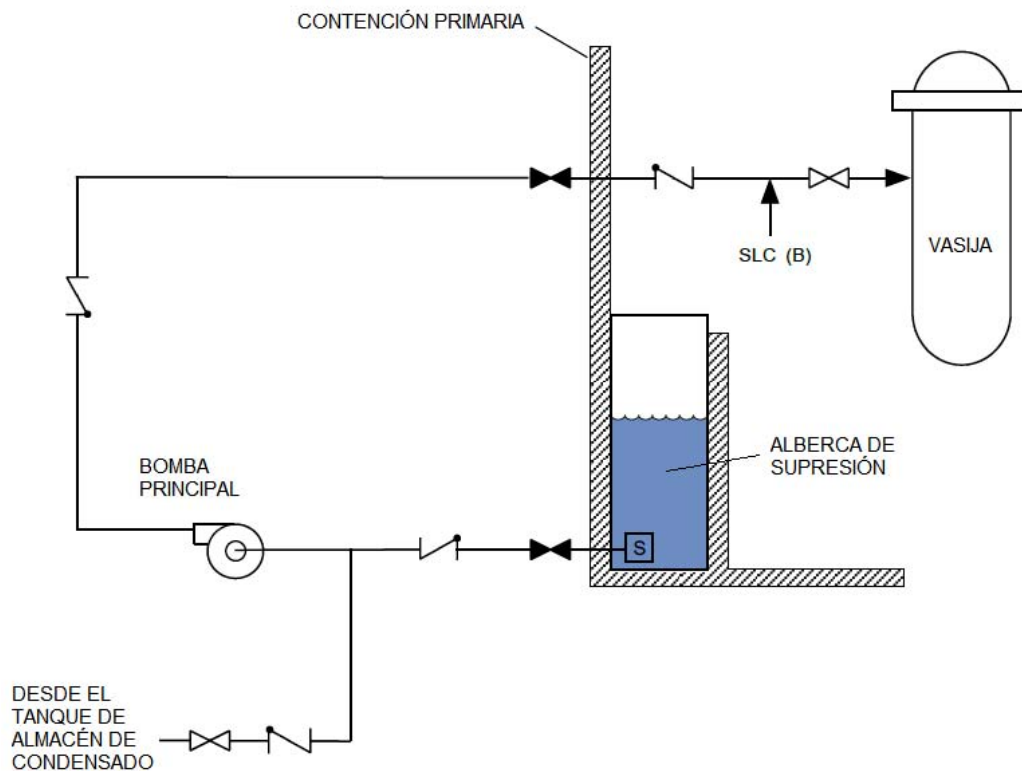 CONTENCIÓN PRIMARIA
SLC (B)
VASIJA
BOMBA
PRINCIPAL
ALBERCA DE
SUPRESIÓN
S
DESDE EL
TANQUE DE
ALMACÉN DE
CONDENSADO